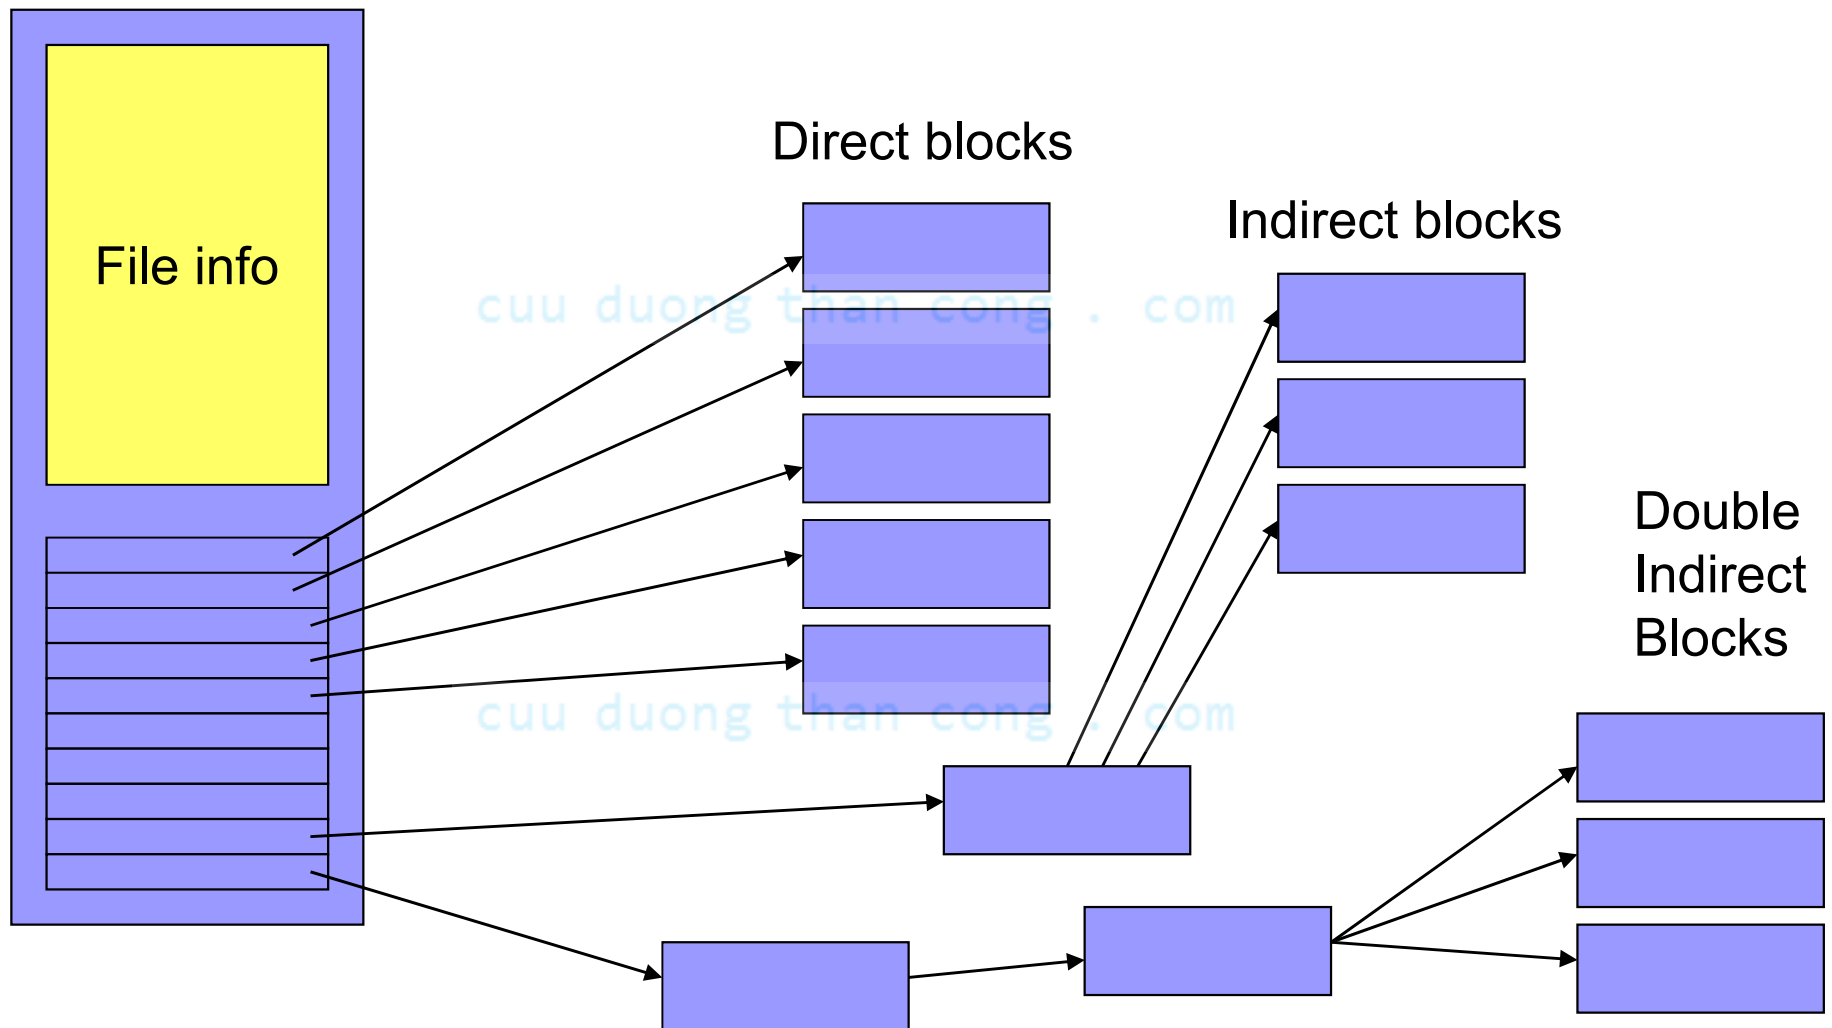 Direct blocks
Indirect blocks
File info
cuu duong than cong . com
Double
Indirect
Blocks
cuu duong than cong . com